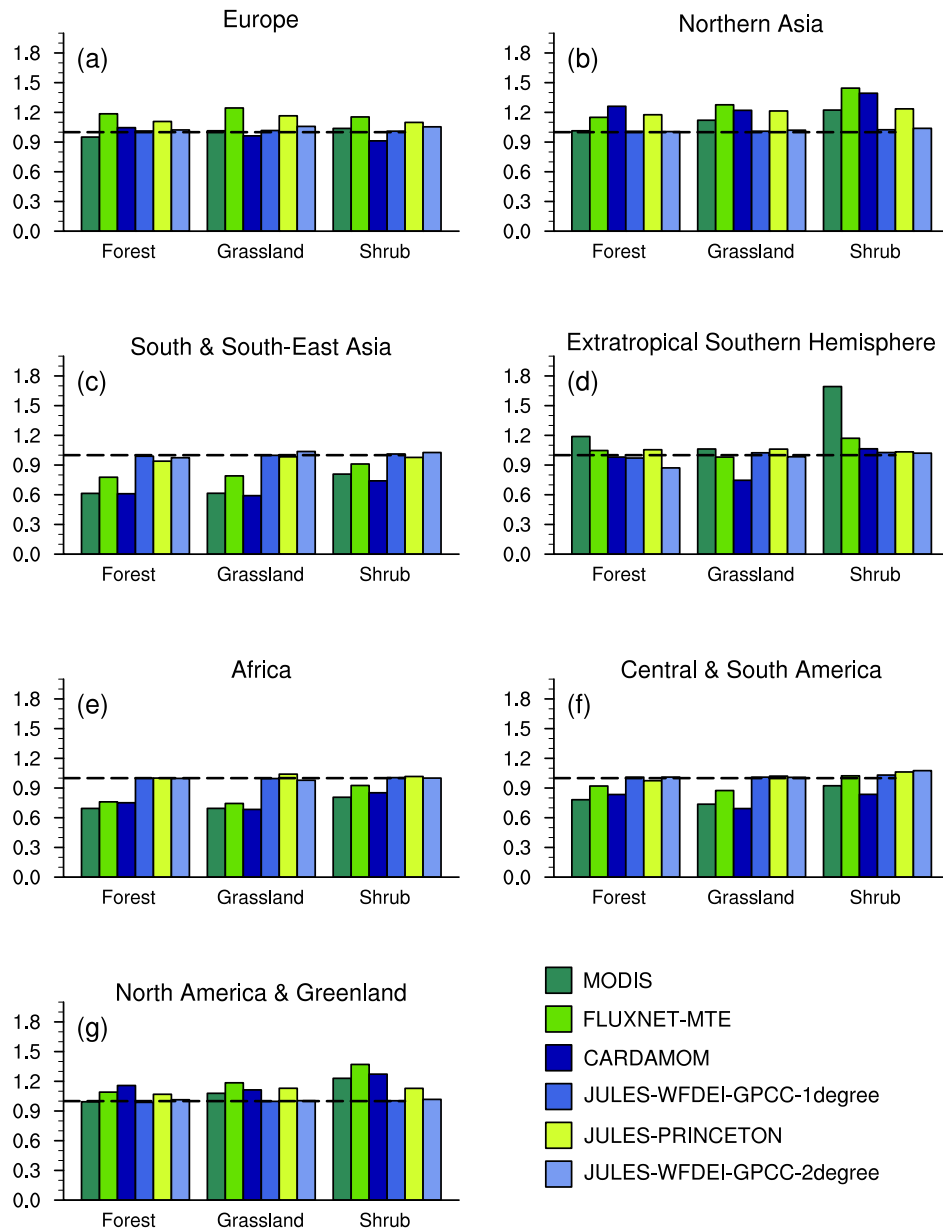 Europe
(a)
1.8
1.5
1.2
0.9
0.6
0.3
0.0
Forest Grassland Shrub
Northern Asia
(b)
1.8
1.5
1.2
0.9
0.6
0.3
0.0
Forest Grassland Shrub
South & South-East Asia
(c)
1.8
1.5
1.2
0.9
0.6
0.3
0.0
Forest Grassland Shrub
Extratropical Southern Hemisphere
(d)
1.8
1.5
1.2
0.9
0.6
0.3
0.0
Forest Grassland Shrub
Africa
(e)
1.8
1.5
1.2
0.9
0.6
0.3
0.0
Forest Grassland Shrub
Central & South America
(f)
1.8
1.5
1.2
0.9
0.6
0.3
0.0
Forest Grassland Shrub
North America & Greenland
(g)
1.8
1.5
1.2
0.9
0.6
0.3
0.0
Forest Grassland Shrub
MODIS
FLUXNET-MTE
CARDAMOM
JULES-WFDEI-GPCC-1degree
JULES-PRINCETON
JULES-WFDEI-GPCC-2degree